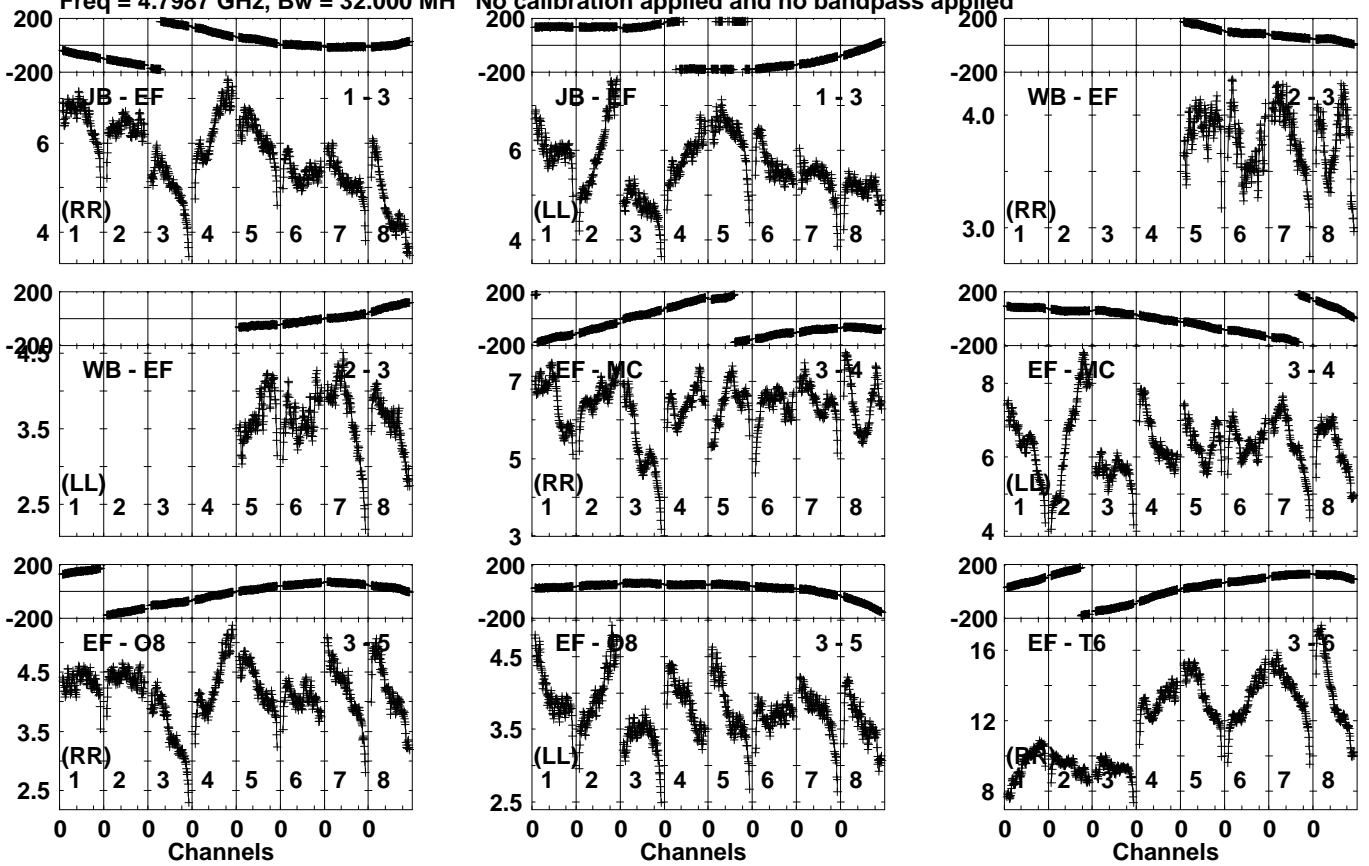 Freq = 4.7987 GHz, Bw = 32.000 MH No calibration applied and no bandpass applied
200 200 200
-200 -200 -200
JB - EF 1 - 3 JB - EF 1 - 3 WB - EF 2 - 3
6 6 4.0
(RR) (LL) (RR)
4 1 2 3 4 5 6 7 8 4 1 2 3 4 5 6 7 8 3.0 1 2 3 4 5 6 7 8
200 200 200
-200 -200 -200
4.5
WB - EF 2 - 3 EF - MC 3 - 4 EF - MC 3 - 4
7 8
3.5 5 6
(LL) (RR) (LL)
2.5 1 2 3 4 5 6 7 8 3 1 2 3 4 5 6 7 8 4 1 2 3 4 5 6 7 8
200 200 200
-200 -200 -200
EF - O8 3 - 5 EF - O8 3 - 5 EF - T6 3 - 6
4.5 4.5 16
3.5 3.5 12
(RR) (LL) (RR)
2.5 1 2 3 4 5 6 7 8 2.5 1 2 3 4 5 6 7 8 8 1 2 3 4 5 6 7 8
0 0 0 0 0 0 0 0 0 0 0 0 0 0 0 0 0 0 0 0 0 0 0 0
Channels Channels Channels